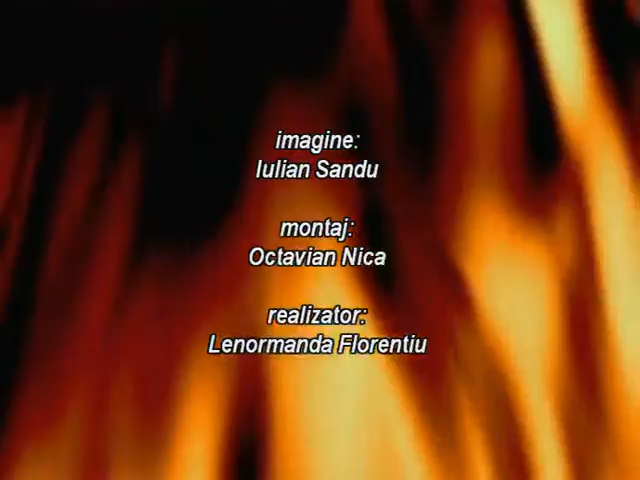 imagine:
Iulian Sandu
montaj:
Octavian Nica
realizator:
Lenormanda Florentiu